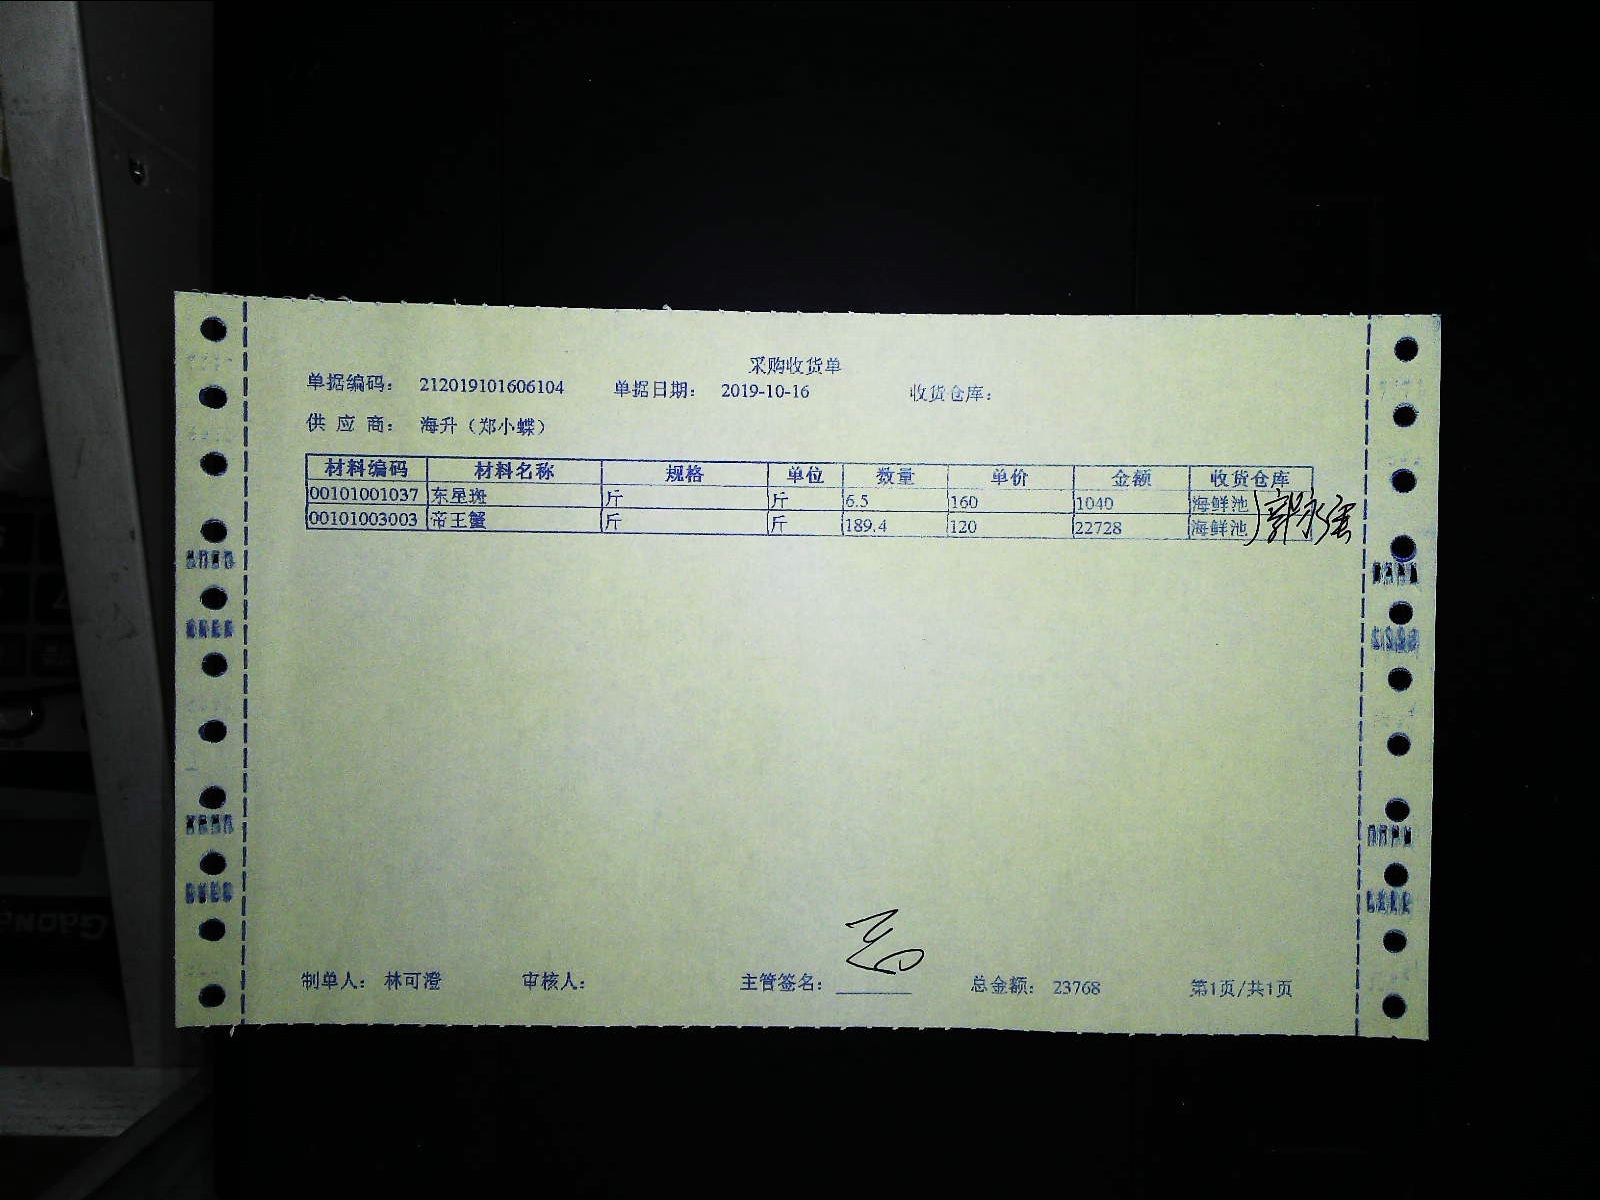 采购收货单
单据编码: 212019101606104 单据日期: 2019-10-16 收货仓库:
供应商: 海升（郑小蝶）
材料编码 材料名称 规格 单位 数量 单价 金额 收货仓库
00101001037 东星斑 斤 斤 6.5 160 1040 海鲜池
00101003003 帝王蟹 斤 斤 189.4 120 22728 海鲜池
制单人: 林可澄 审核人: 主管签名: 总金额: 23768 第1页/共1页